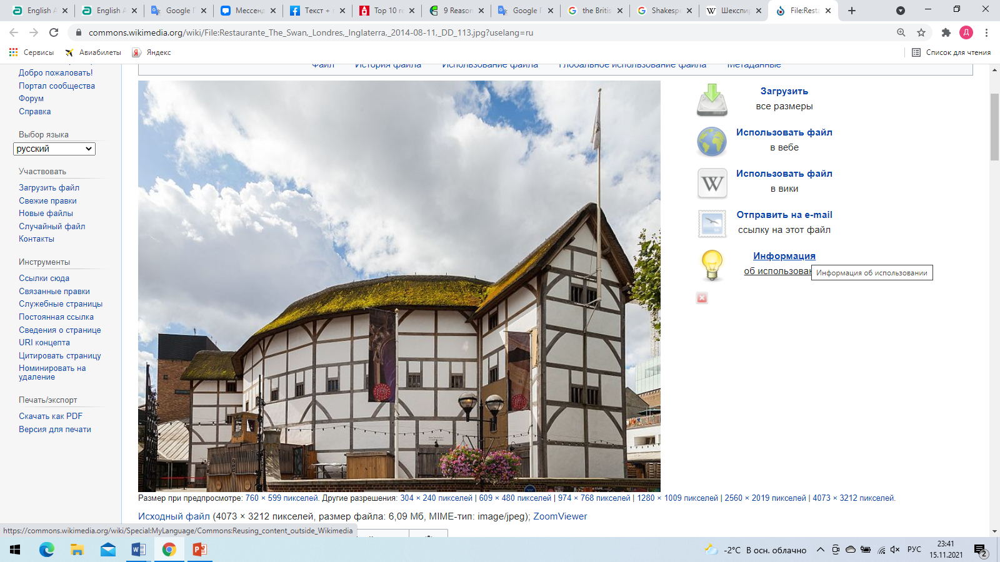 English A
English A
Google П
Мессенд
Текст + п
Top 10 re
9 Reason
Google П
the Britis
Shakespe
Шекспир
File:Resta
commons.wikimedia.org/wiki/File:Restaurante_The_Swan,_Londres,_Inglaterra,_2014-08-11,_DD_113.jpg?uselang=ru
Д
Сервисы
Авиабилеты
Яндекс
Список для чтения
Файл
История файла
Использование файла
Глобальное использование файла
Метаданные
Добро пожаловать!
Портал сообщества
Форум
Справка
Выбор языка
русский
Участвовать
Загрузить файл
Свежие правки
Новые файлы
Случайный файл
Контакты
Инструменты
Ссылки сюда
Связанные правки
Служебные страницы
Постоянная ссылка
Сведения о странице
URI концепта
Цитировать страницу
Номинировать на
удаление
Печать/экспорт
Скачать как PDF
Версия для печати
Загрузить
все размеры
Использовать файл
в вебе
W
Использовать файл
в вики
Отправить на e-mail
ссылку на этот файл
Информация
об использован
Информация об использовании
Размер при предпросмотре: 760 × 599 пикселей. Другие разрешения: 304 × 240 пикселей | 609 × 480 пикселей | 974 × 768 пикселей | 1280 × 1009 пикселей | 2560 × 2019 пикселей | 4073 × 3212 пикселей.
Исходный файл (4073 × 3212 пикселей, размер файла: 6,09 Мб, MIME-тип: image/jpeg); ZoomViewer
https://commons.wikimedia.org/wiki/Special:MyLanguage/Commons:Reusing_content_outside_Wikimedia
-2°C В осн. облачно
РУС
23:41
15.11.2021
2